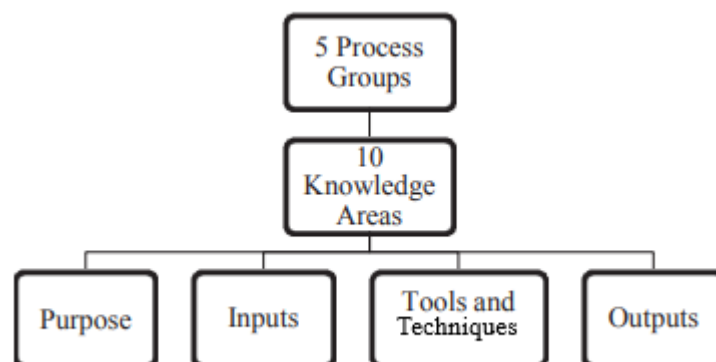 5 Process
Groups
10
Knowledge
Areas
Purpose
Inputs
Tools and
Techniques
Outputs